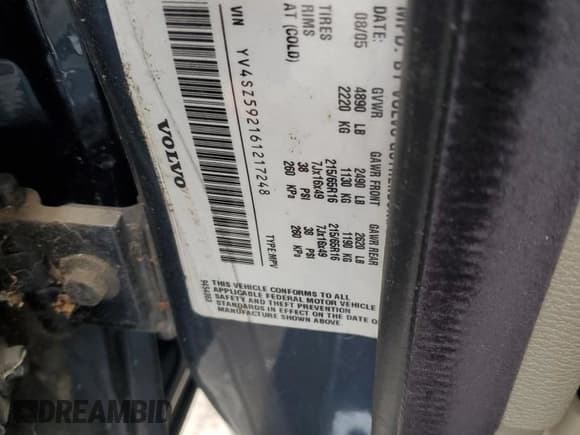 MFD. BY VOLVO
DATE: 08/05
GVWR
4890 LB
2220 KG
GAWR FRONT
2490 LB
1130 KG
GAWR REAR
2620 LB
1190 KG
TIRES
215/65R16
215/65R16
RIMS
7Jx16x49
7Jx16x49
AT (COLD)
38 PSI
260 KPa
38 PSI
260 KPa
VIN YV4SZ592161217248
TYPE:MPV
VOLVO
THIS VEHICLE CONFORMS TO ALL
APPLICABLE FEDERAL MOTOR VEHICLE
SAFETY AND THEFT PREVENTION
STANDARDS IN EFFECT ON THE DATE O
MANUFACTURE SHOWN ABOVE.
DREAMBID